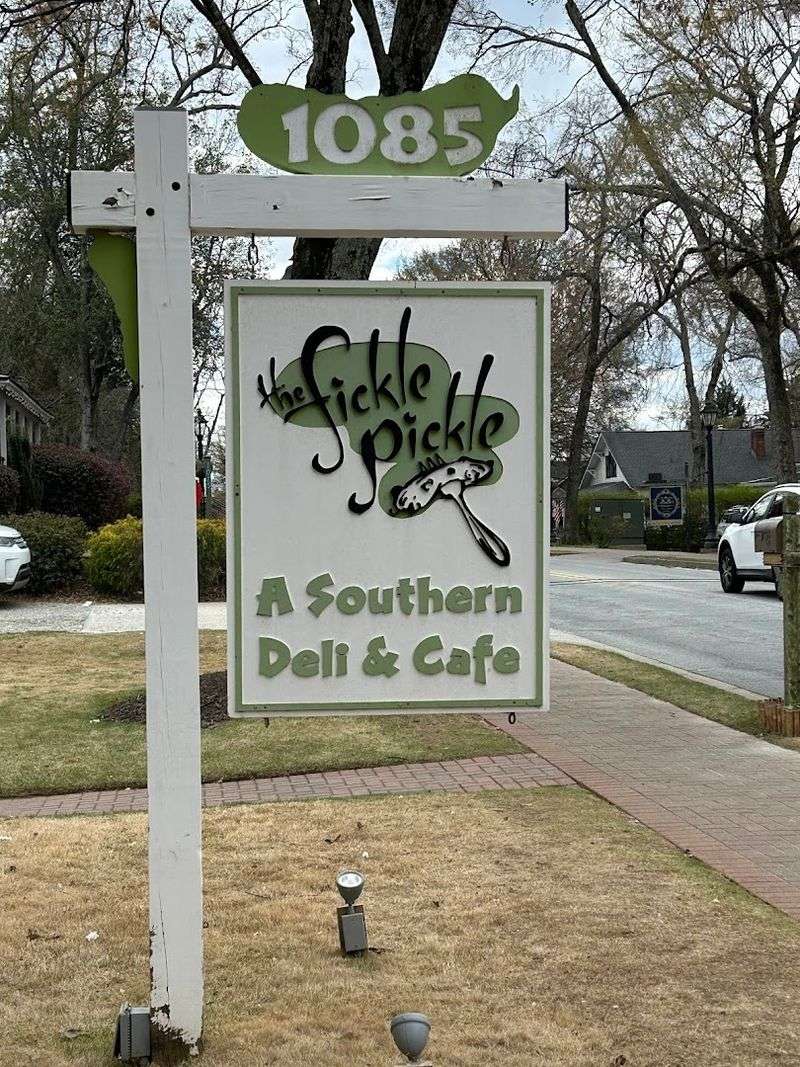 1085
the fickle
pickle
A Southern
Deli & Cafe